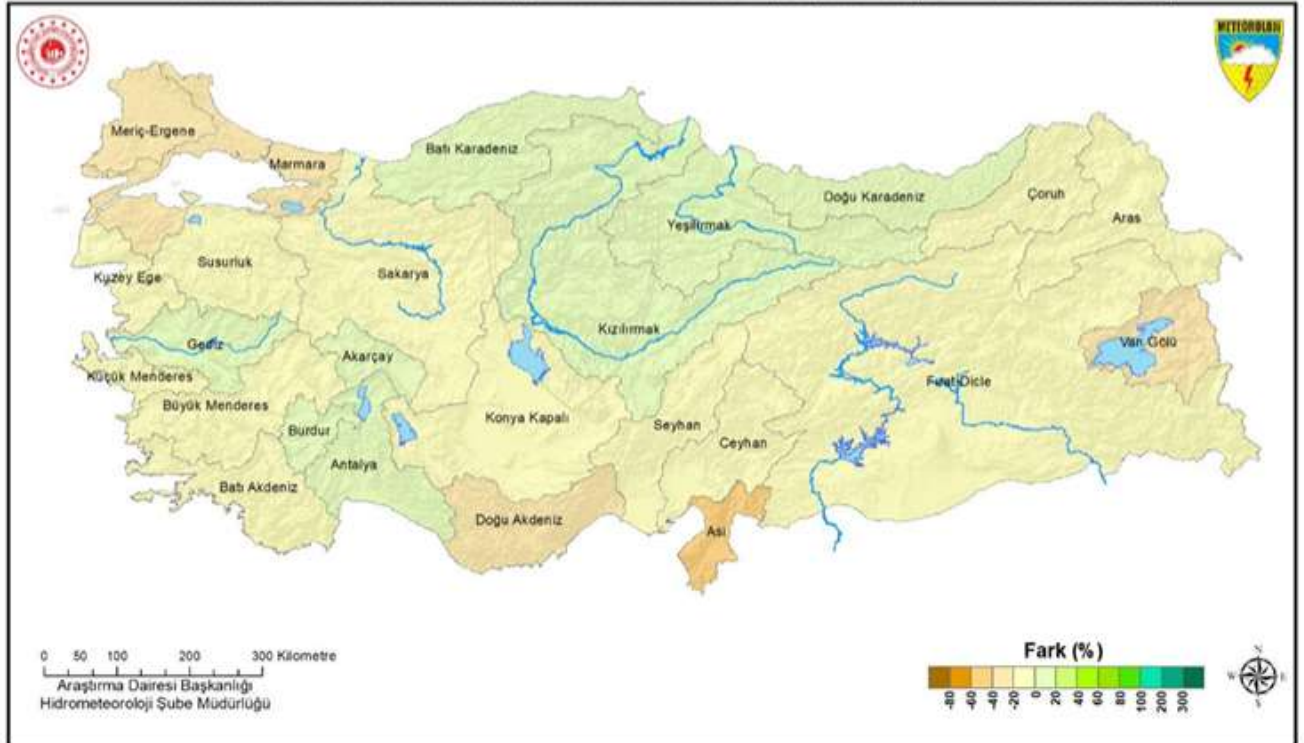 METEOROLOJİ
Meriç-Ergene
Marmara
Batı Karadeniz
Doğu Karadeniz
Çoruh
Aras
Yeşilırmak
Susurluk
Kuzey Ege
Sakarya
Kızılırmak
Gediz
Akarçay
Van Gölü
Küçük Menderes
Büyük Menderes
Fırat Dicle
Konya Kapalı
Seyhan
Ceyhan
Burdur
Antalya
Batı Akdeniz
Doğu Akdeniz
Asi
0 50 100 200 300 Kilometre
Araştırma Dairesi Başkanlığı
Hidrometeoroloji Şube Müdürlüğü
Fark (%)
-80 -60 -40 -20 0 20 40 60 80 100 200 300
N
W E
S